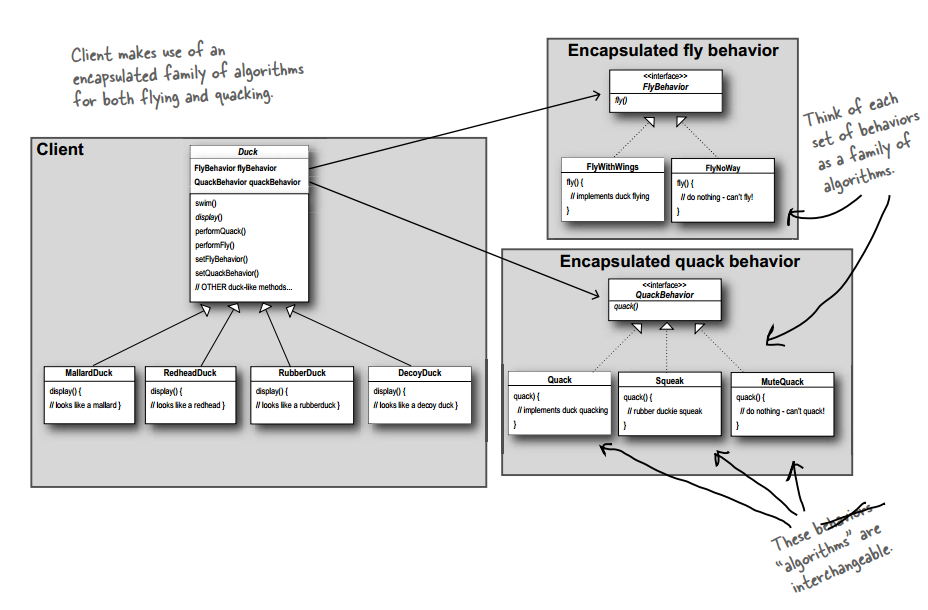 Client makes use of an
encapsulated family of algorithms
for both flying and quacking.
Encapsulated fly behavior
<<interface>>
FlyBehavior
fly()
FlyWithWings
fly() {
// implements duck flying
}
FlyNoWay
fly() {
// do nothing - can't fly!
}
Think of each
set of behaviors
as a family of
algorithms.
Client
Duck
FlyBehavior flyBehavior
QuackBehavior quackBehavior
swim()
display()
performQuack()
performFly()
setFlyBehavior()
setQuackBehavior()
// OTHER duck-like methods...
MallardDuck
display() {
// looks like a mallard }
RedheadDuck
display() {
// looks like a redhead }
RubberDuck
display() {
// looks like a rubberduck }
DecoyDuck
display() {
// looks like a decoy duck }
Encapsulated quack behavior
<<interface>>
QuackBehavior
quack()
Quack
quack) {
// implements duck quacking
}
Squeak
quack() {
// rubber duckie squeak
}
MuteQuack
quack() {
// do nothing - can't quack!
}
These behaviors
"algorithms" are
interchangeable.